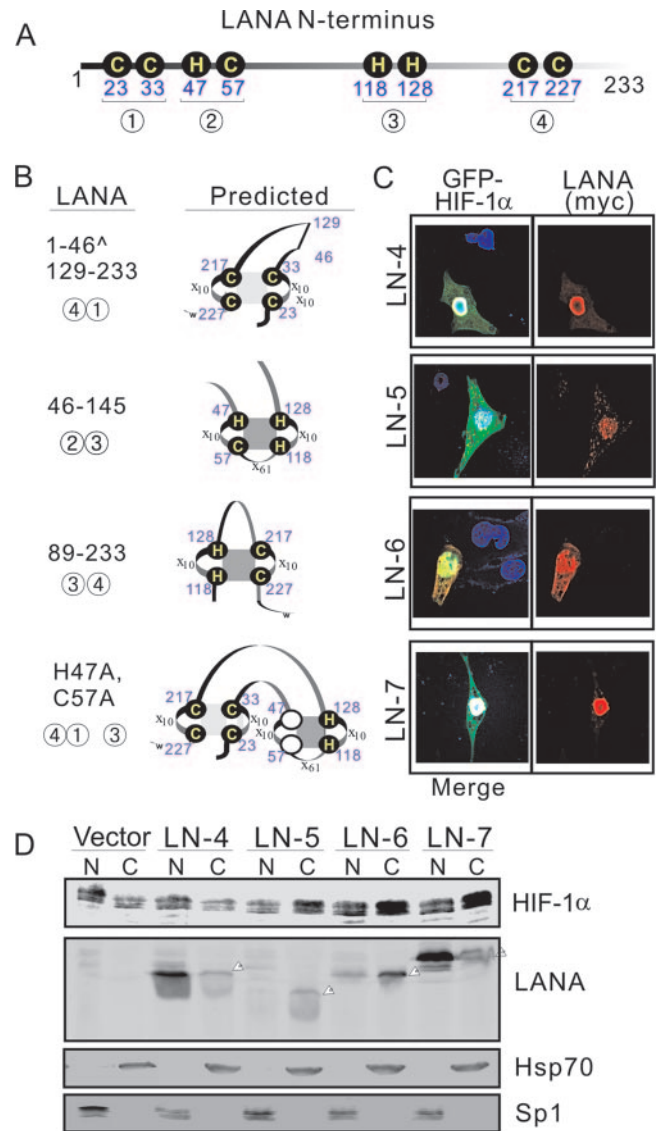 A
LANA N-terminus
C C H C H H C C
1 23 33 47 57 118 128 217 227 233
① ② ③ ④
B
LANA Predicted
1-46^
129-233
④①
129
46
217 33
C C
x10 x10
C C
w 227 23
46-145
②③
47 128
H H
x10 x10
C H
57 118
x61
89-233
③④
128 217
H C
x10 x10
H C
118 227
w
H47A,
C57A
④① ③
217 33 47 128
C C H
x10 x10 x10
C C H
w 227 23 57 118
x61
C
GFP-
HIF-1α
LANA
(myc)
LN-4
LN-5
LN-6
LN-7
Merge
D
Vector LN-4 LN-5 LN-6 LN-7
N C N C N C N C N C
HIF-1α
LANA
Hsp70
Sp1